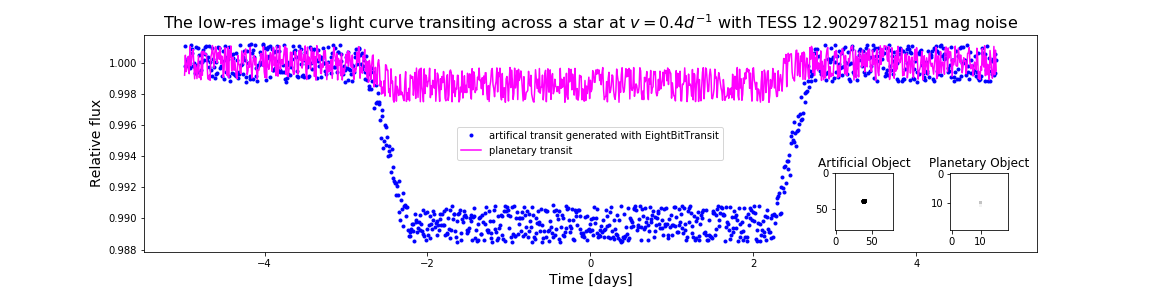 The low-res image's light curve transiting across a star at v = 0.4d⁻¹ with TESS 12.9029782151 mag noise
Relative flux
1.000
0.998
0.996
0.994
0.992
0.990
0.988
artifical transit generated with EightBitTransit
planetary transit
Artificial Object
0
50
0 50
Planetary Object
0
10
0 10
−4 −2 0 2 4
Time [days]